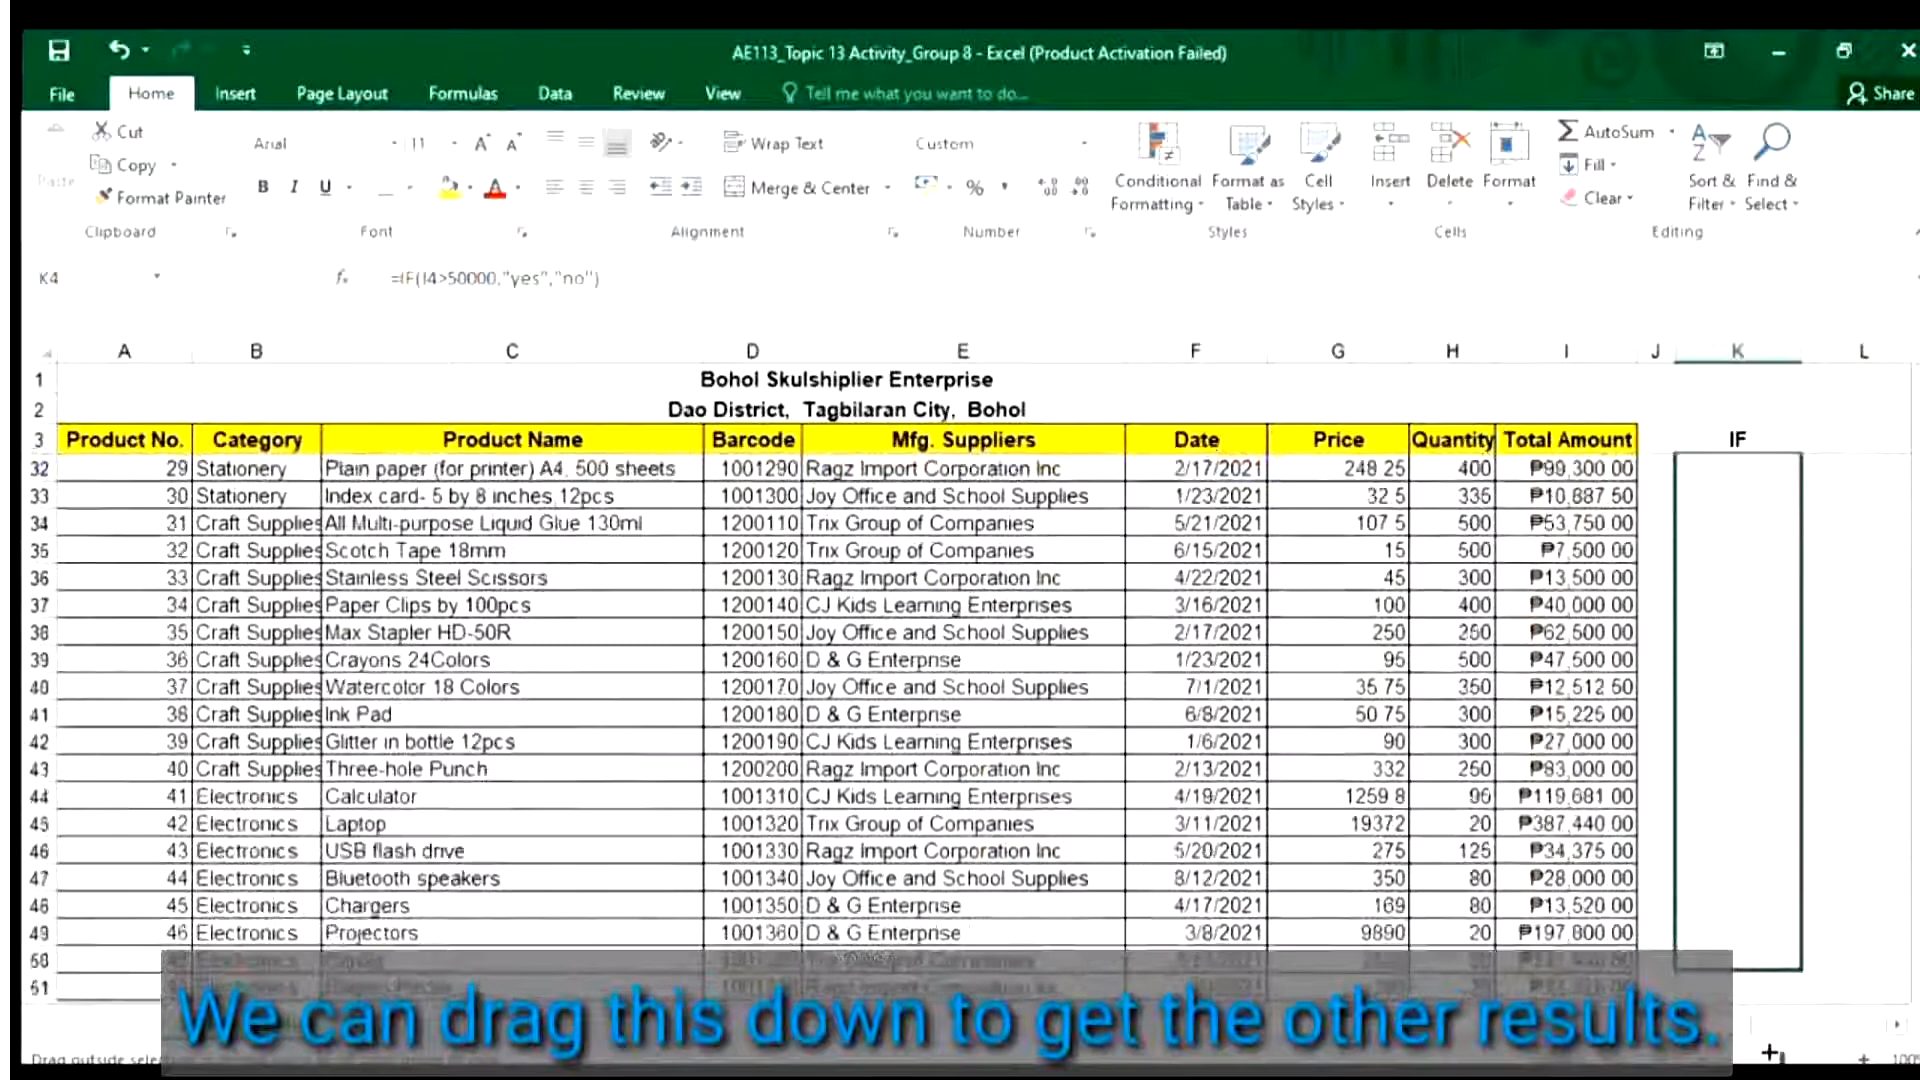 AE113_Topic 13 Activity_Group 8 - Excel (Product Activation Failed)
File Home Insert Page Layout Formulas Data Review View Tell me what you want to do... Share
Cut
Copy
Paste
Format Painter
Clipboard
Arial 11
B I U
Font
Wrap Text
Merge & Center
Alignment
Custom
%
Number
Conditional Formatting
Format as Table
Cell Styles
Styles
Insert Delete Format
Cells
AutoSum
Fill
Clear
Sort & Filter
Find & Select
Editing
K4 fx =IF(I4>50000,"yes","no")
A B C D E F G H I J K L
1 Bohol Skulshiplier Enterprise
2 Dao District, Tagbilaran City, Bohol
3 Product No. Category Product Name Barcode Mfg. Suppliers Date Price Quantity Total Amount IF
32 29 Stationery Plain paper (for printer) A4, 500 sheets 1001290 Ragz Import Corporation Inc 2/17/2021 248.25 400 ₱99,300.00
33 30 Stationery Index card- 5 by 8 inches,12pcs 1001300 Joy Office and School Supplies 1/23/2021 32.5 335 ₱10,887.50
34 31 Craft Supplies All Multi-purpose Liquid Glue 130ml 1200110 Trix Group of Companies 5/21/2021 107.5 500 ₱53,750.00
35 32 Craft Supplies Scotch Tape 18mm 1200120 Trix Group of Companies 6/15/2021 15 500 ₱7,500.00
36 33 Craft Supplies Stainless Steel Scissors 1200130 Ragz Import Corporation Inc 4/22/2021 45 300 ₱13,500.00
37 34 Craft Supplies Paper Clips by 100pcs 1200140 CJ Kids Learning Enterprises 3/16/2021 100 400 ₱40,000.00
38 35 Craft Supplies Max Stapler HD-50R 1200150 Joy Office and School Supplies 2/17/2021 250 250 ₱62,500.00
39 36 Craft Supplies Crayons 24Colors 1200160 D & G Enterprise 1/23/2021 95 500 ₱47,500.00
40 37 Craft Supplies Watercolor 18 Colors 1200170 Joy Office and School Supplies 7/1/2021 35.75 350 ₱12,512.50
41 38 Craft Supplies Ink Pad 1200180 D & G Enterprise 6/8/2021 50.75 300 ₱15,225.00
42 39 Craft Supplies Glitter in bottle 12pcs 1200190 CJ Kids Learning Enterprises 1/6/2021 90 300 ₱27,000.00
43 40 Craft Supplies Three-hole Punch 1200200 Ragz Import Corporation Inc 2/13/2021 332 250 ₱83,000.00
44 41 Electronics Calculator 1001310 CJ Kids Learning Enterprises 4/19/2021 1259.8 95 ₱119,681.00
45 42 Electronics Laptop 1001320 Trix Group of Companies 3/11/2021 19372 20 ₱387,440.00
46 43 Electronics USB flash drive 1001330 Ragz Import Corporation Inc 5/20/2021 275 125 ₱34,375.00
47 44 Electronics Bluetooth speakers 1001340 Joy Office and School Supplies 8/12/2021 350 80 ₱28,000.00
48 45 Electronics Chargers 1001350 D & G Enterprise 4/17/2021 169 80 ₱13,520.00
49 46 Electronics Projectors 1001360 D & G Enterprise 3/8/2021 9890 20 ₱197,800.00
50
51
We can drag this down to get the other results.
Drag outside